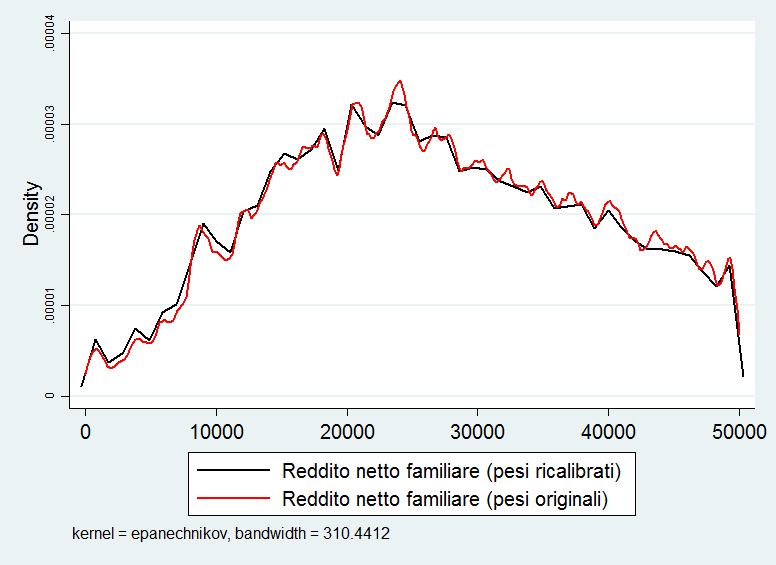 .00004
.00003
.00002
.00001
0
Density
0 10000 20000 30000 40000 50000
Reddito netto familiare (pesi ricalibrati)
Reddito netto familiare (pesi originali)
kernel = epanechnikov, bandwidth = 310.4412